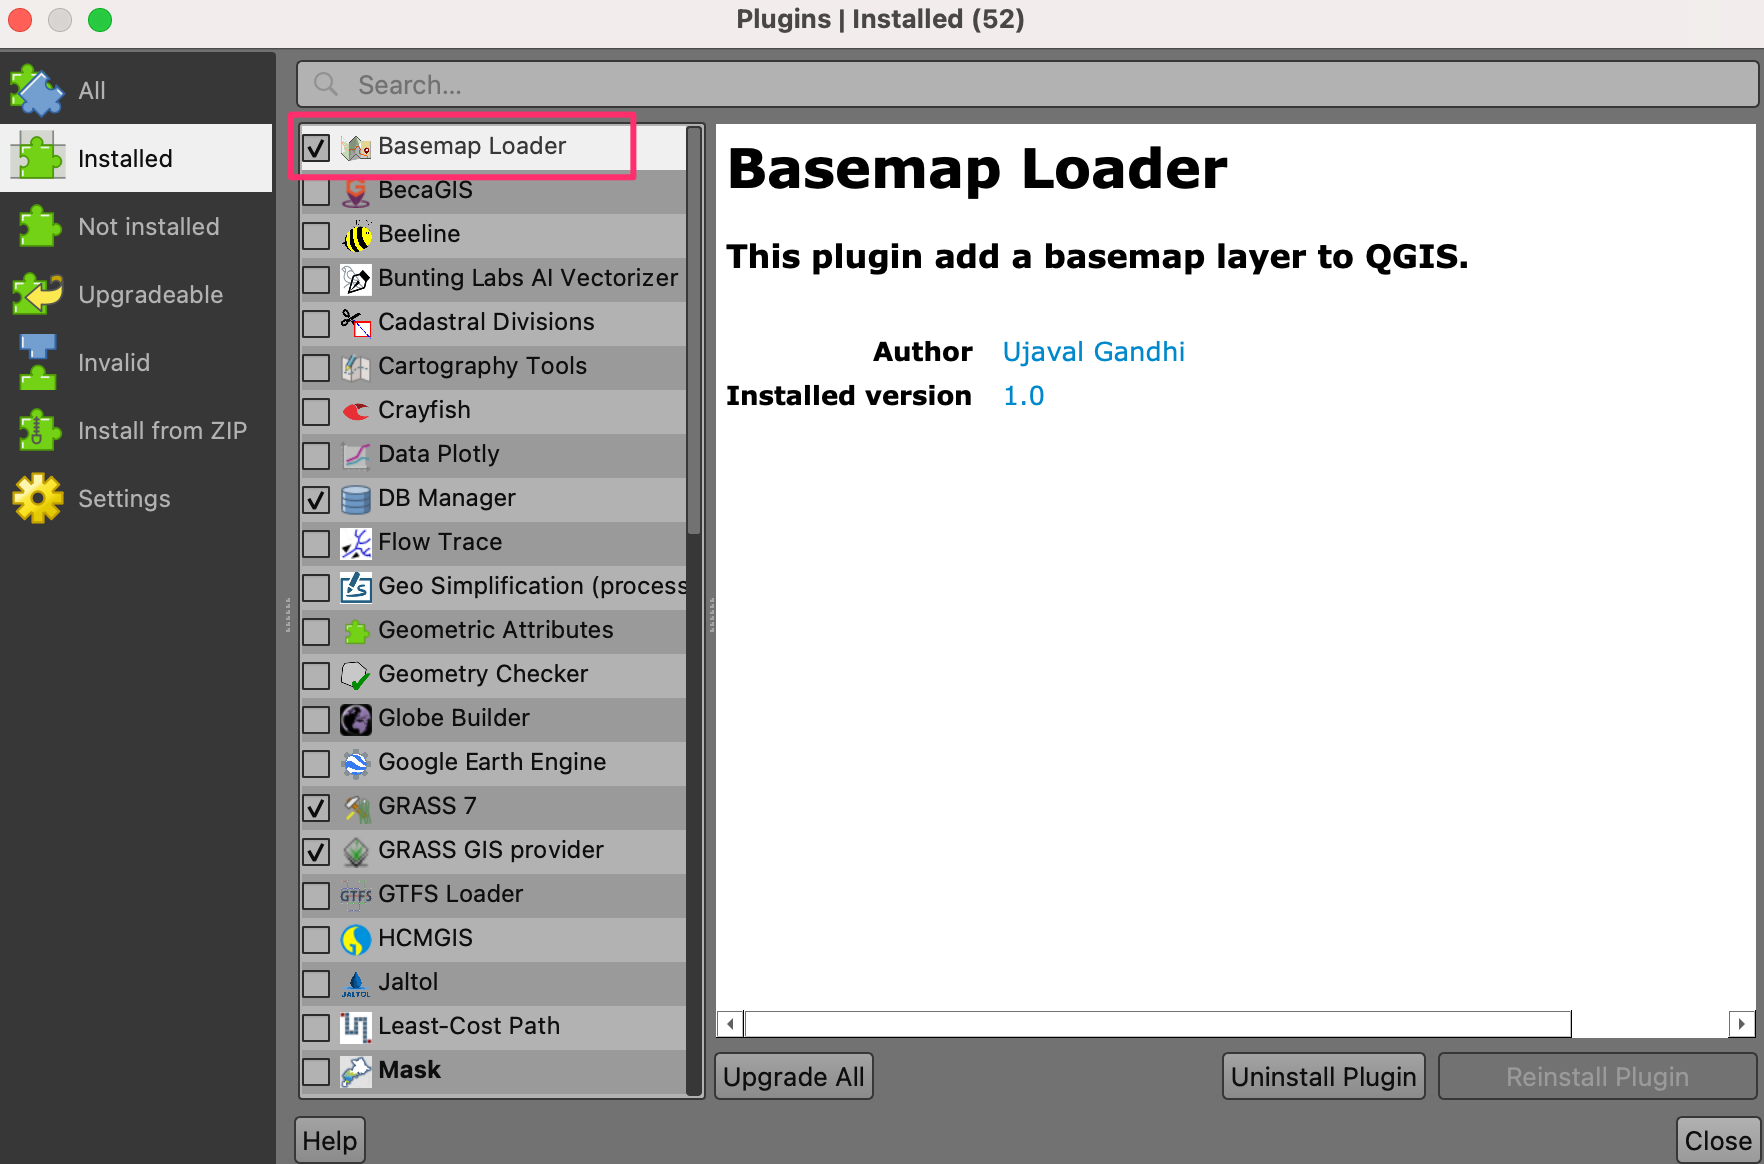 Plugins | Installed (52)
All
Installed
Not installed
Upgradeable
Invalid
Install from ZIP
Settings
Search...
Basemap Loader
BecaGIS
Beeline
Bunting Labs AI Vectorizer
Cadastral Divisions
Cartography Tools
Crayfish
Data Plotly
DB Manager
Flow Trace
Geo Simplification (process
Geometric Attributes
Geometry Checker
Globe Builder
Google Earth Engine
GRASS 7
GRASS GIS provider
GTFS GTFS Loader
HCMGIS
JALTOL Jaltol
Least-Cost Path
Mask
Basemap Loader
This plugin add a basemap layer to QGIS.
Author Ujaval Gandhi
Installed version 1.0
Upgrade All
Uninstall Plugin
Reinstall Plugin
Help
Close